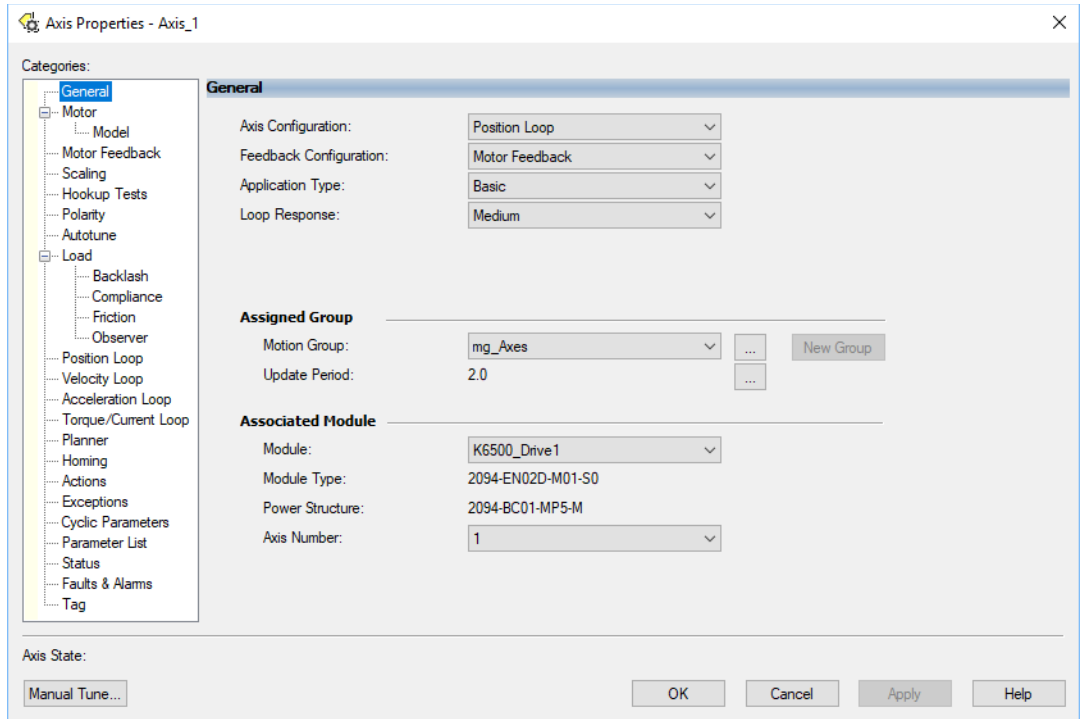 Axis Properties - Axis_1
Categories:
General
Motor
Model
Motor Feedback
Scaling
Hookup Tests
Polarity
Autotune
Load
Backlash
Compliance
Friction
Observer
Position Loop
Velocity Loop
Acceleration Loop
Torque/Current Loop
Planner
Homing
Actions
Exceptions
Cyclic Parameters
Parameter List
Status
Faults & Alarms
Tag
General
Axis Configuration: Position Loop
Feedback Configuration: Motor Feedback
Application Type: Basic
Loop Response: Medium
Assigned Group
Motion Group: mg_Axes ... New Group
Update Period: 2.0 ...
Associated Module
Module: K6500_Drive1
Module Type: 2094-EN02D-M01-S0
Power Structure: 2094-BC01-MP5-M
Axis Number: 1
Axis State:
Manual Tune... OK Cancel Apply Help